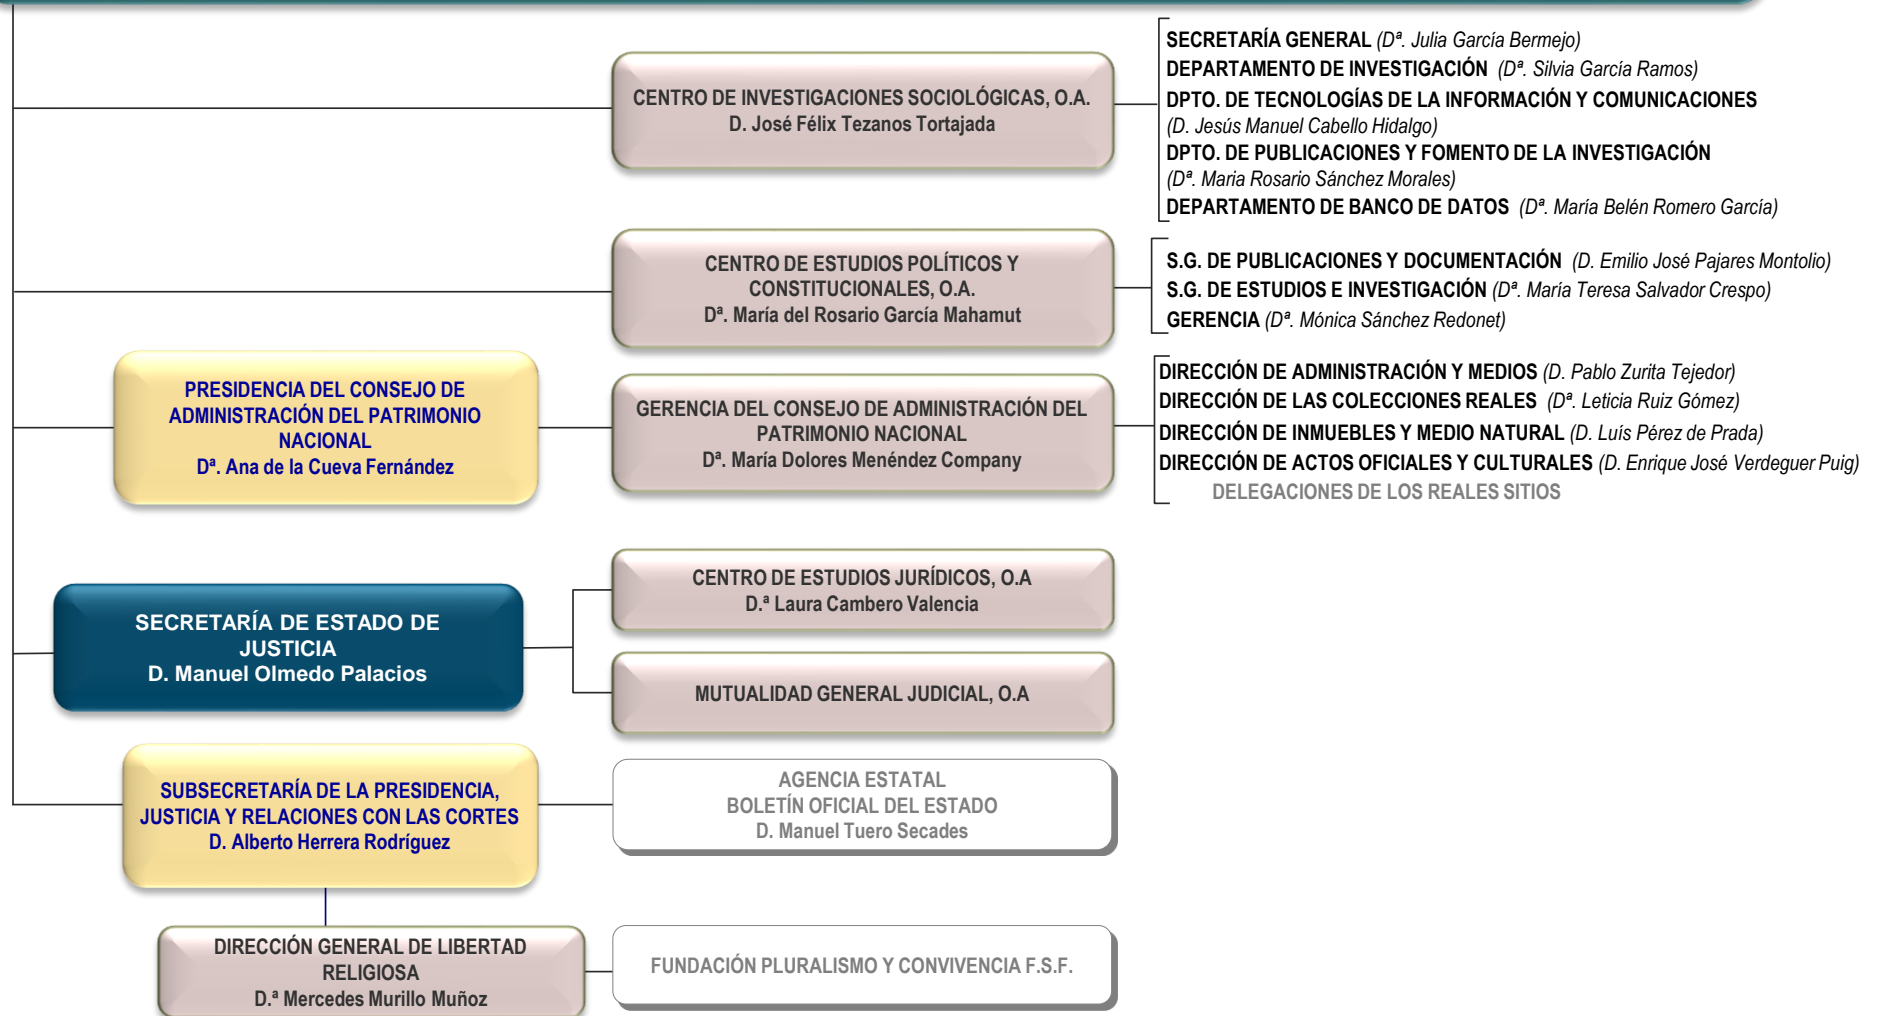 CENTRO DE INVESTIGACIONES SOCIOLÓGICAS, O.A.
D. José Félix Tezanos Tortajada
SECRETARÍA GENERAL (Dª. Julia García Bermejo)
DEPARTAMENTO DE INVESTIGACIÓN (Dª. Silvia García Ramos)
DPTO. DE TECNOLOGÍAS DE LA INFORMACIÓN Y COMUNICACIONES
(D. Jesús Manuel Cabello Hidalgo)
DPTO. DE PUBLICACIONES Y FOMENTO DE LA INVESTIGACIÓN
(Dª. Maria Rosario Sánchez Morales)
DEPARTAMENTO DE BANCO DE DATOS (Dª. María Belén Romero García)
CENTRO DE ESTUDIOS POLÍTICOS Y
CONSTITUCIONALES, O.A.
Dª. María del Rosario García Mahamut
S.G. DE PUBLICACIONES Y DOCUMENTACIÓN (D. Emilio José Pajares Montolio)
S.G. DE ESTUDIOS E INVESTIGACIÓN (Dª. María Teresa Salvador Crespo)
GERENCIA (Dª. Mónica Sánchez Redonet)
PRESIDENCIA DEL CONSEJO DE
ADMINISTRACIÓN DEL PATRIMONIO
NACIONAL
Dª. Ana de la Cueva Fernández
GERENCIA DEL CONSEJO DE ADMINISTRACIÓN DEL
PATRIMONIO NACIONAL
Dª. María Dolores Menéndez Company
DIRECCIÓN DE ADMINISTRACIÓN Y MEDIOS (D. Pablo Zurita Tejedor)
DIRECCIÓN DE LAS COLECCIONES REALES (Dª. Leticia Ruiz Gómez)
DIRECCIÓN DE INMUEBLES Y MEDIO NATURAL (D. Luís Pérez de Prada)
DIRECCIÓN DE ACTOS OFICIALES Y CULTURALES (D. Enrique José Verdeguer Puig)
DELEGACIONES DE LOS REALES SITIOS
SECRETARÍA DE ESTADO DE
JUSTICIA
D. Manuel Olmedo Palacios
CENTRO DE ESTUDIOS JURÍDICOS, O.A
D.ª Laura Cambero Valencia
MUTUALIDAD GENERAL JUDICIAL, O.A
SUBSECRETARÍA DE LA PRESIDENCIA,
JUSTICIA Y RELACIONES CON LAS CORTES
D. Alberto Herrera Rodríguez
AGENCIA ESTATAL
BOLETÍN OFICIAL DEL ESTADO
D. Manuel Tuero Secades
DIRECCIÓN GENERAL DE LIBERTAD
RELIGIOSA
D.ª Mercedes Murillo Muñoz
FUNDACIÓN PLURALISMO Y CONVIVENCIA F.S.F.